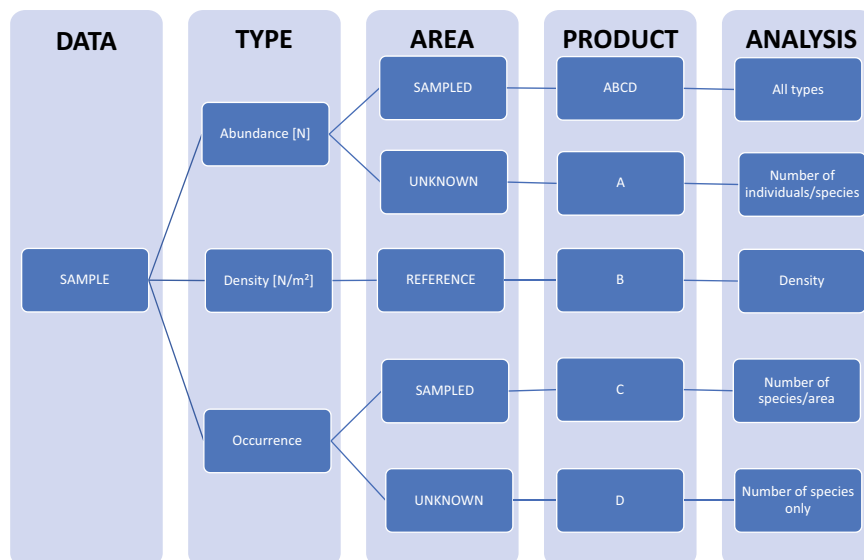 DATA
TYPE
AREA
PRODUCT
ANALYSIS
SAMPLED
ABCD
All types
Abundance [N]
UNKNOWN
A
Number of
individuals/species
SAMPLE
Density [N/m²]
REFERENCE
B
Density
SAMPLED
C
Number of
species/area
Occurrence
UNKNOWN
D
Number of species
only